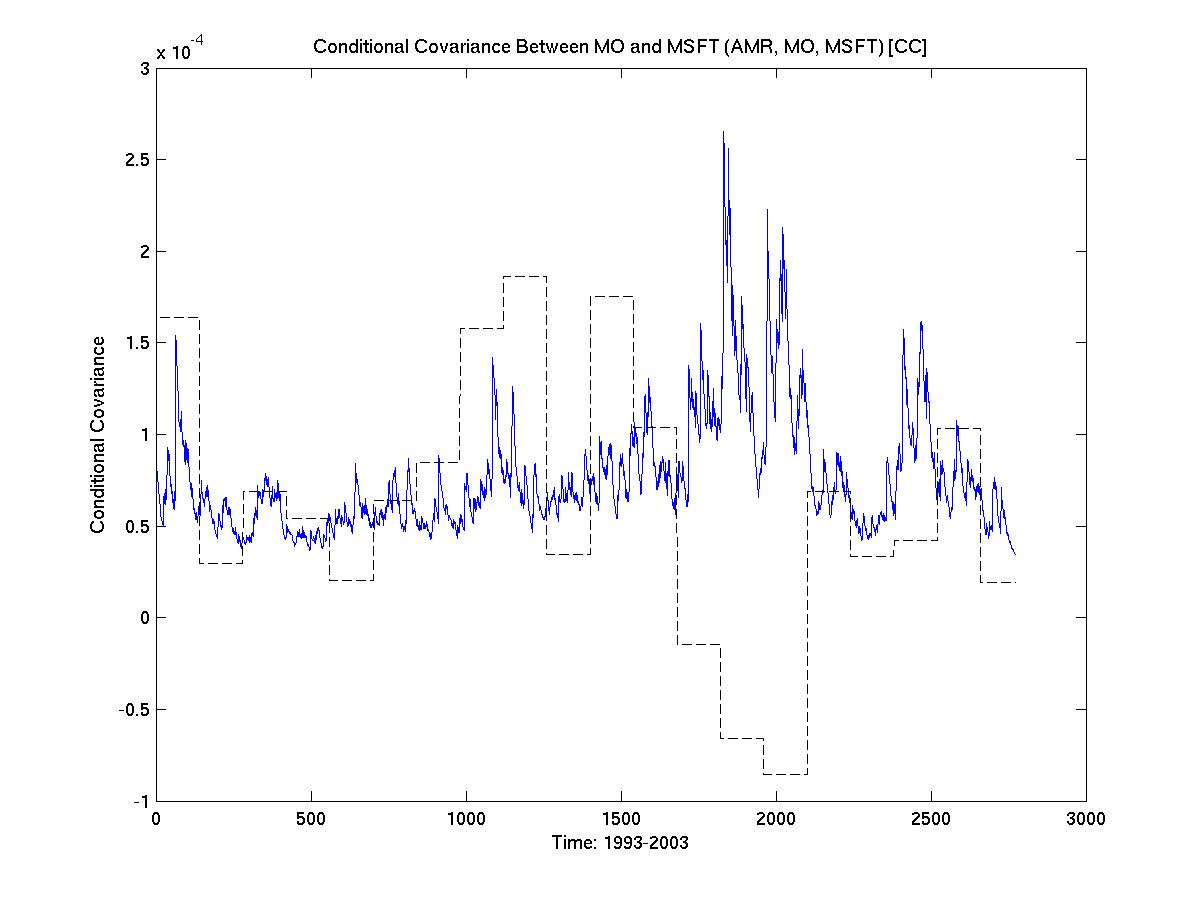 Conditional Covariance Between MO and MSFT (AMR, MO, MSFT) [CC]
x 10^-4
3
2.5
2
1.5
1
0.5
0
-0.5
-1
Conditional Covariance
0 500 1000 1500 2000 2500 3000
Time: 1993-2003